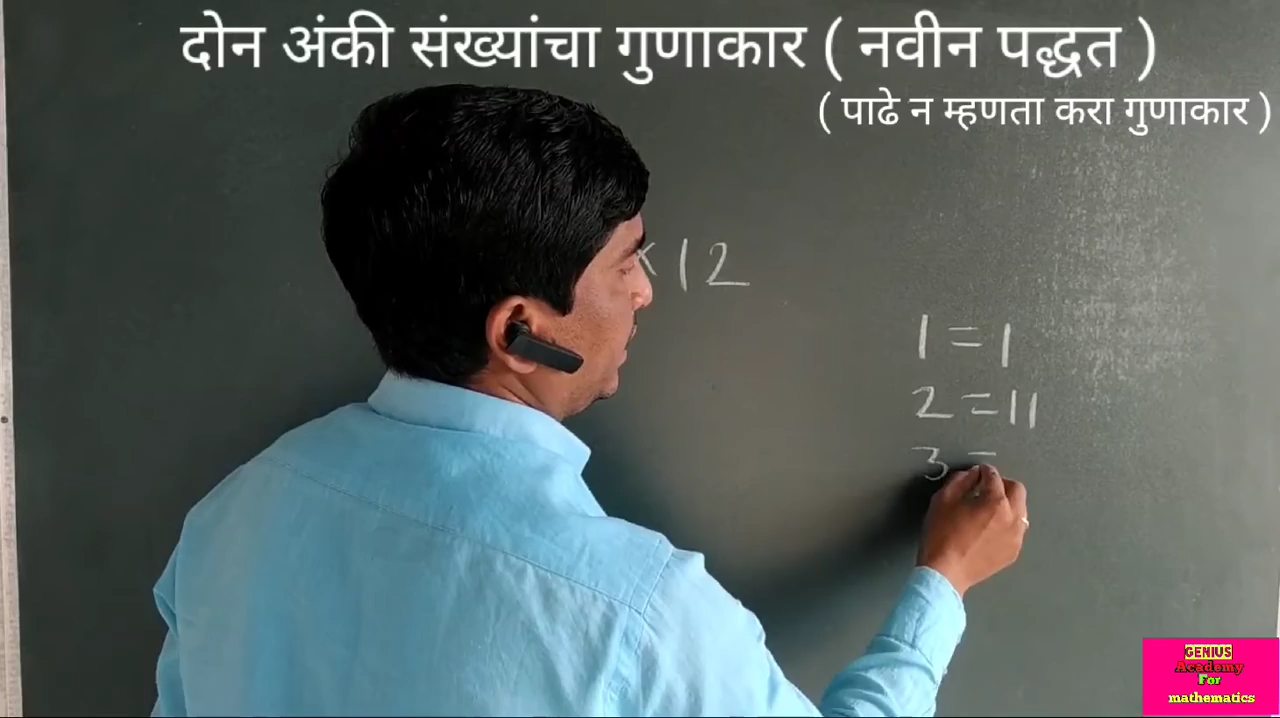 दोन अंकी संख्यांचा गुणाकार ( नवीन पद्धत )
( पाढे न म्हणता करा गुणाकार )
× 12
1 = 1
2 = 11
3 =
GENIUS
Academy
For
mathematics